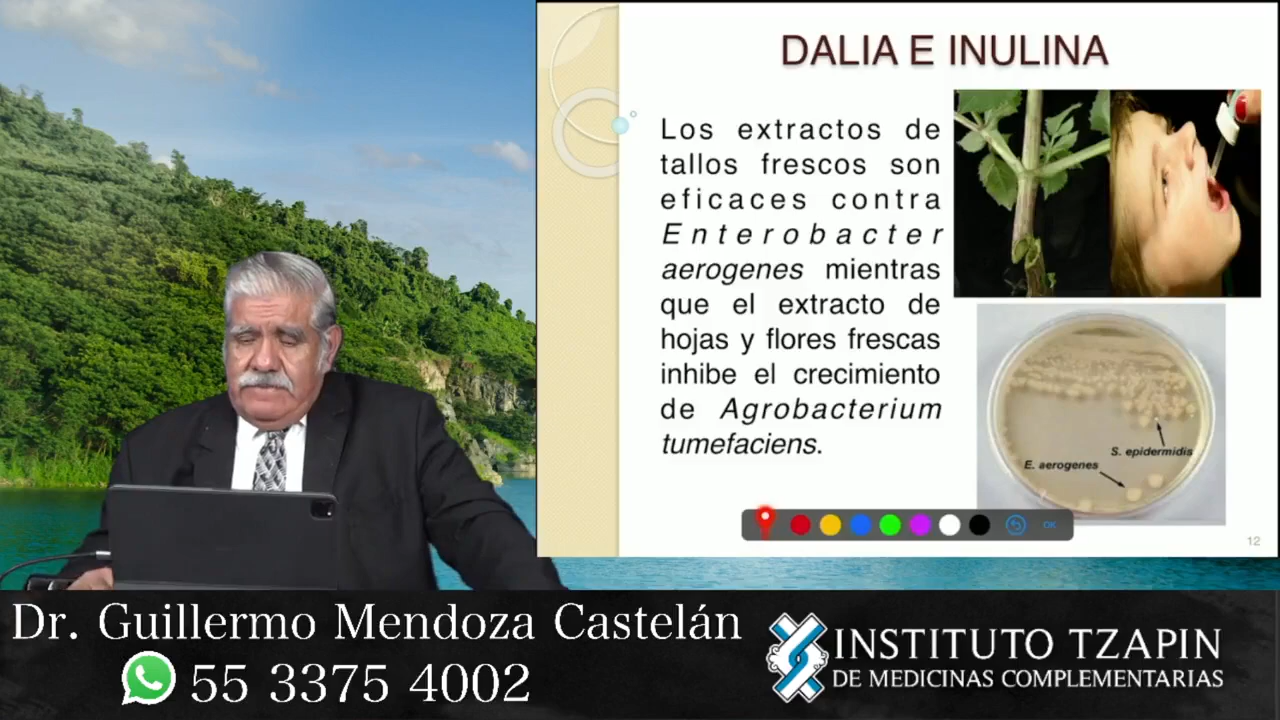 DALIA E INULINA
Los extractos de
tallos frescos son
eficaces contra
Enterobacter
aerogenes mientras
que el extracto de
hojas y flores frescas
inhibe el crecimiento
de Agrobacterium
tumefaciens.
S. epidermidis
E. aerogenes
OK
12
Dr. Guillermo Mendoza Castelán
55 3375 4002
INSTITUTO TZAPIN
DE MEDICINAS COMPLEMENTARIAS